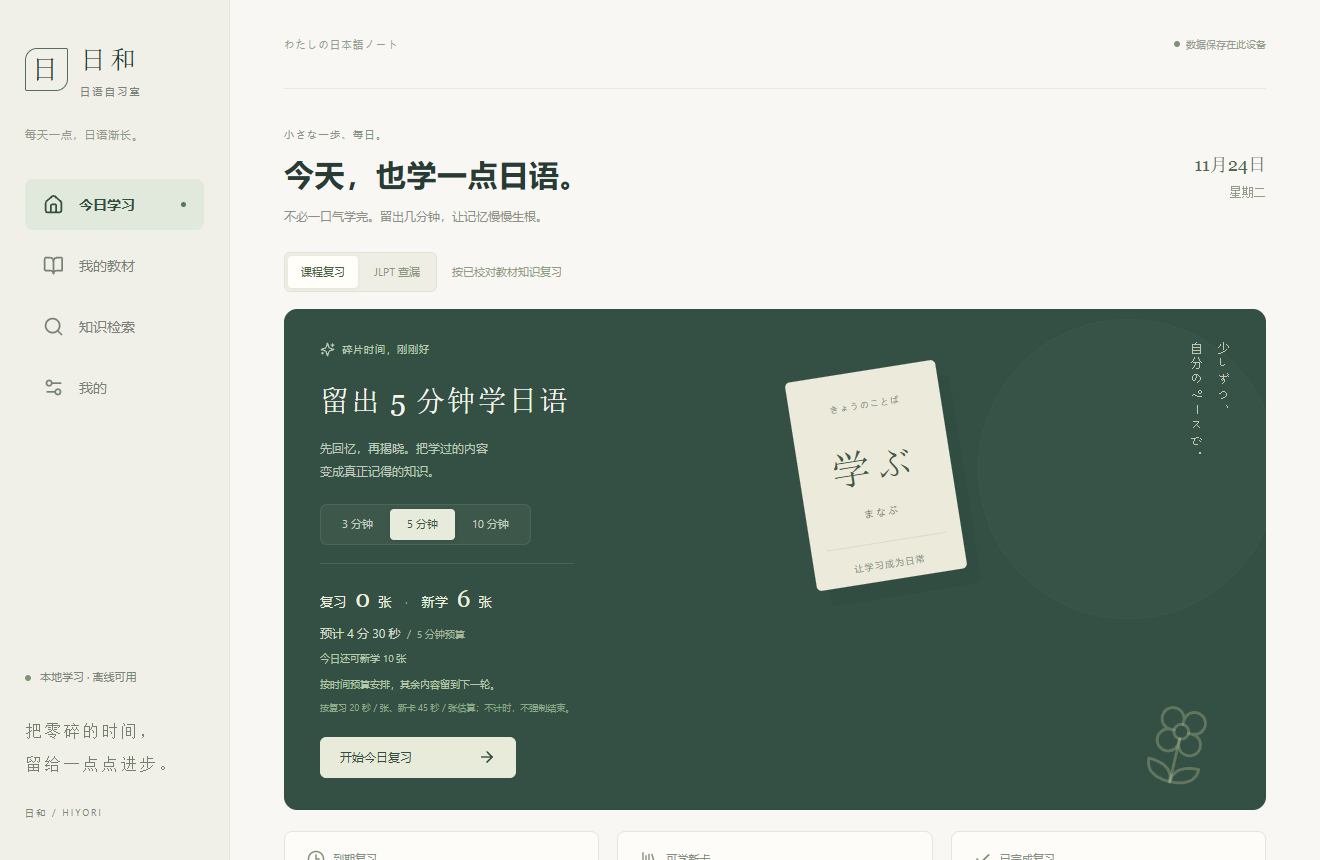 日
日和
日语自习室
每天一点，日语渐长。
今日学习
我的教材
知识检索
我的
本地学习 · 离线可用
把零碎的时间，
留给一点点进步。
日和 / HIYORI
わたしの日本語ノート
数据保存在此设备
小さな一歩、毎日。
今天，也学一点日语。
不必一口气学完。留出几分钟，让记忆慢慢生根。
11月24日
星期二
课程复习
JLPT 查漏
按已校对教材知识复习
碎片时间，刚刚好
留出 5 分钟学日语
先回忆，再揭晓。把学过的内容
变成真正记得的知识。
3 分钟
5 分钟
10 分钟
复习 0 张 · 新学 6 张
预计 4 分 30 秒 / 5 分钟预算
今日还可新学 10 张
按时间预算安排，其余内容留到下一轮。
按复习 20 秒 / 张、新卡 45 秒 / 张估算；不计时，不强制结束。
开始今日复习
きょうのことば
学ぶ
まなぶ
让学习成为日常
少しずつ、
自分のペースで。
到期复习
可学新卡
已完成复习